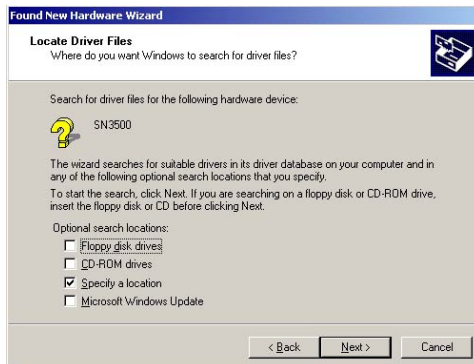 Found New Hardware Wizard
Locate Driver Files
Where do you want Windows to search for driver files?
Search for driver files for the following hardware device:
SN3500
The wizard searches for suitable drivers in its driver database on your computer and in
any of the following optional search locations that you specify.
To start the search, click Next. If you are searching on a floppy disk or CD-ROM drive,
insert the floppy disk or CD before clicking Next.
Optional search locations:
Floppy disk drives
CD-ROM drives
Specify a location
Microsoft Windows Update
< Back Next > Cancel